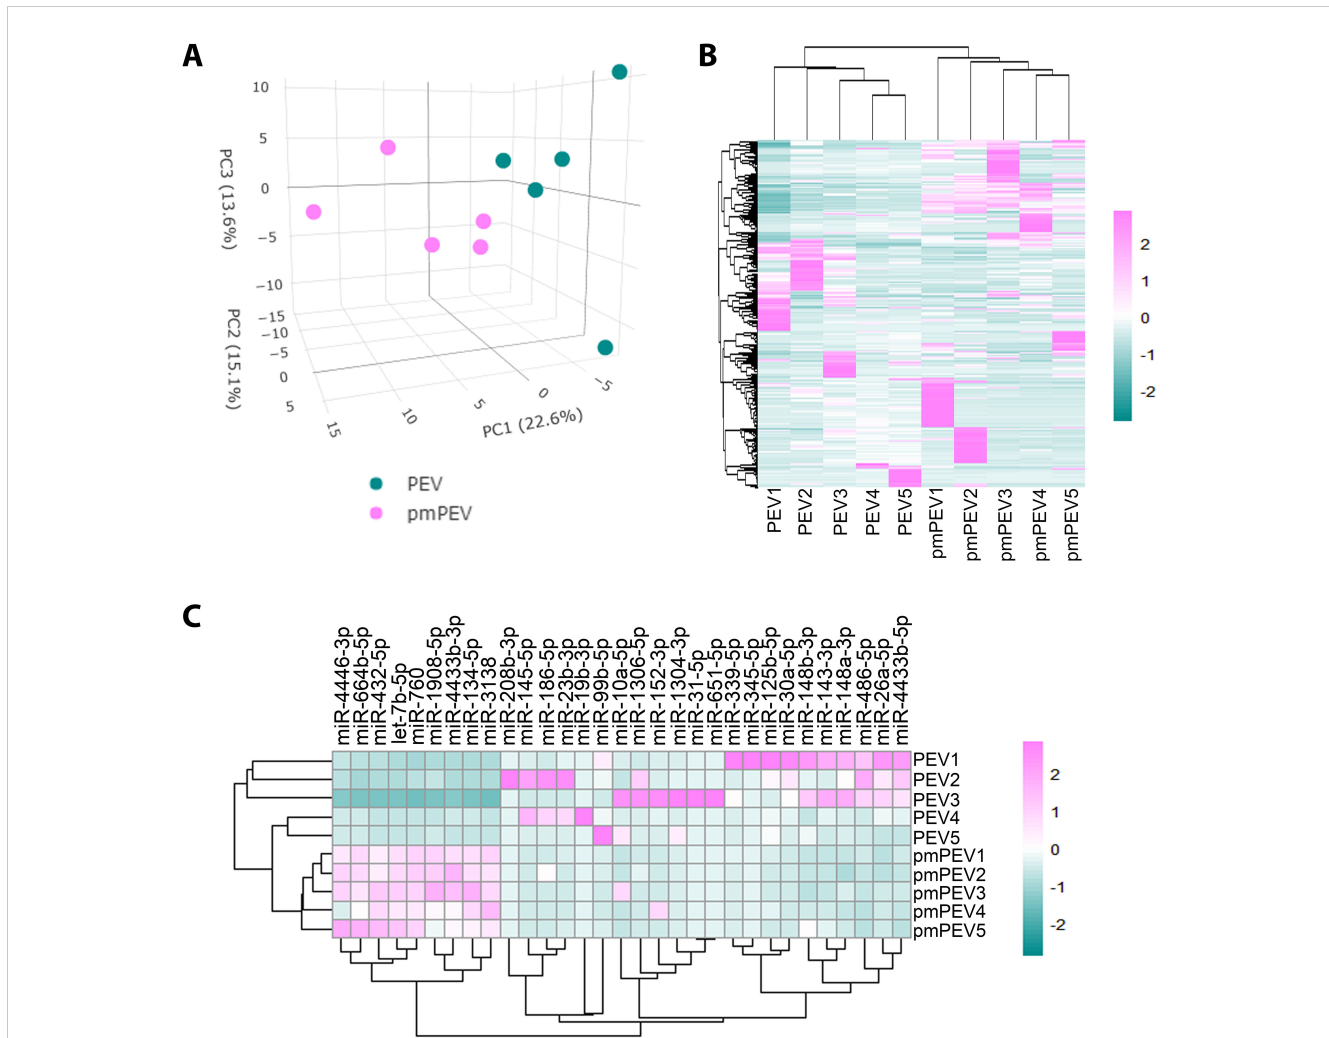 A
10
5
0
−5
−10
−15
−10
−5
0
5
PC3 (13.6%)
PC2 (15.1%)
15
10
5
0
−5
PC1 (22.6%)
PEV
pmPEV
B
2
1
0
-1
-2
PEV1
PEV2
PEV3
PEV4
PEV5
pmPEV1
pmPEV2
pmPEV3
pmPEV4
pmPEV5
C
miR-4446-3p
miR-664b-5p
miR-432-5p
let-7b-5p
miR-760
miR-1908-5p
miR-4433b-3p
miR-134-5p
miR-3138
miR-208b-3p
miR-145-5p
miR-186-5p
miR-23b-3p
miR-19b-3p
miR-99b-5p
miR-10a-5p
miR-1306-5p
miR-152-3p
miR-1304-3p
miR-31-5p
miR-651-5p
miR-339-5p
miR-345-5p
miR-125b-5p
miR-30a-5p
miR-148b-3p
miR-143-3p
miR-148a-3p
miR-486-5p
miR-26a-5p
miR-4433b-5p
PEV1
PEV2
PEV3
PEV4
PEV5
pmPEV1
pmPEV2
pmPEV3
pmPEV4
pmPEV5
2
1
0
-1
-2